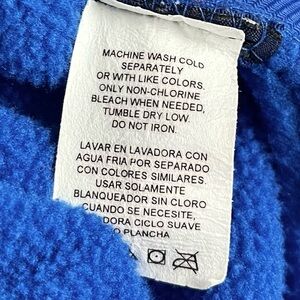 MACHINE WASH COLD
SEPARATELY
OR WITH LIKE COLORS.
ONLY NON-CHLORINE
BLEACH WHEN NEEDED,
TUMBLE DRY LOW.
DO NOT IRON.
LAVAR EN LAVADORA CON
AGUA FRIA POR SEPARADO
CON COLORES SIMILARES.
USAR SOLAMENTE
BLANQUEADOR SIN CLORO
CUANDO SE NECESITE,
ADORA CICLO SUAVE
O PLANCHA